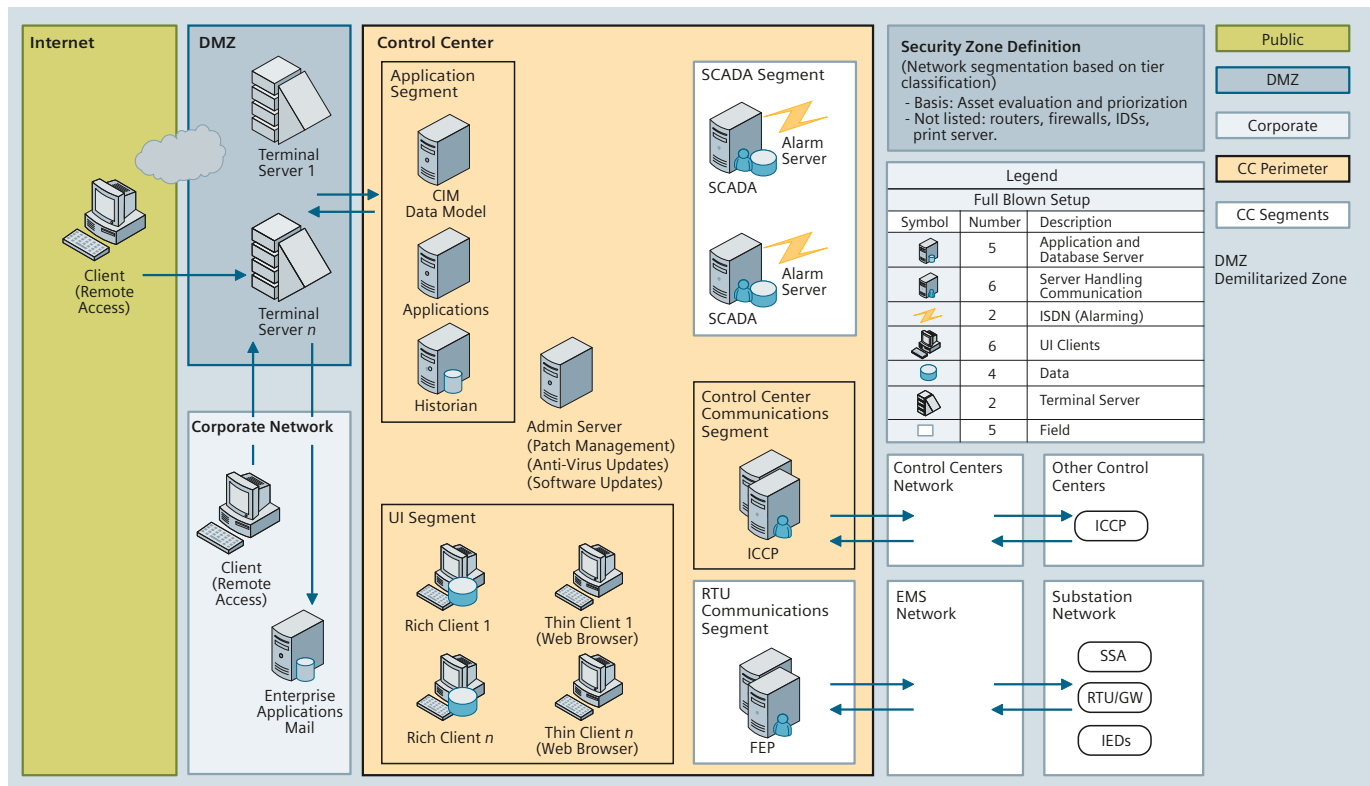 Internet
Client
(Remote
Access)
DMZ
Terminal
Server 1
Terminal
Server n
Corporate Network
Client
(Remote
Access)
Enterprise
Applications
Mail
Control Center
Application
Segment
CIM
Data Model
Applications
Historian
Admin Server
(Patch Management)
(Anti-Virus Updates)
(Software Updates)
UI Segment
Rich Client 1
Thin Client 1
(Web Browser)
Rich Client n
Thin Client n
(Web Browser)
SCADA Segment
Alarm
Server
SCADA
Alarm
Server
SCADA
Control Center
Communications
Segment
ICCP
RTU
Communications
Segment
FEP
Security Zone Definition
(Network segmentation based on tier
classification)
- Basis: Asset evaluation and priorization
- Not listed: routers, firewalls, IDSs,
print server.
Legend
Full Blown Setup
Symbol Number Description
5 Application and
Database Server
6 Server Handling
Communication
2 ISDN (Alarming)
6 UI Clients
4 Data
2 Terminal Server
5 Field
Control Centers
Network
Other Control
Centers
ICCP
EMS
Network
Substation
Network
SSA
RTU/GW
IEDs
Public
DMZ
Corporate
CC Perimeter
CC Segments
DMZ
Demilitarized Zone